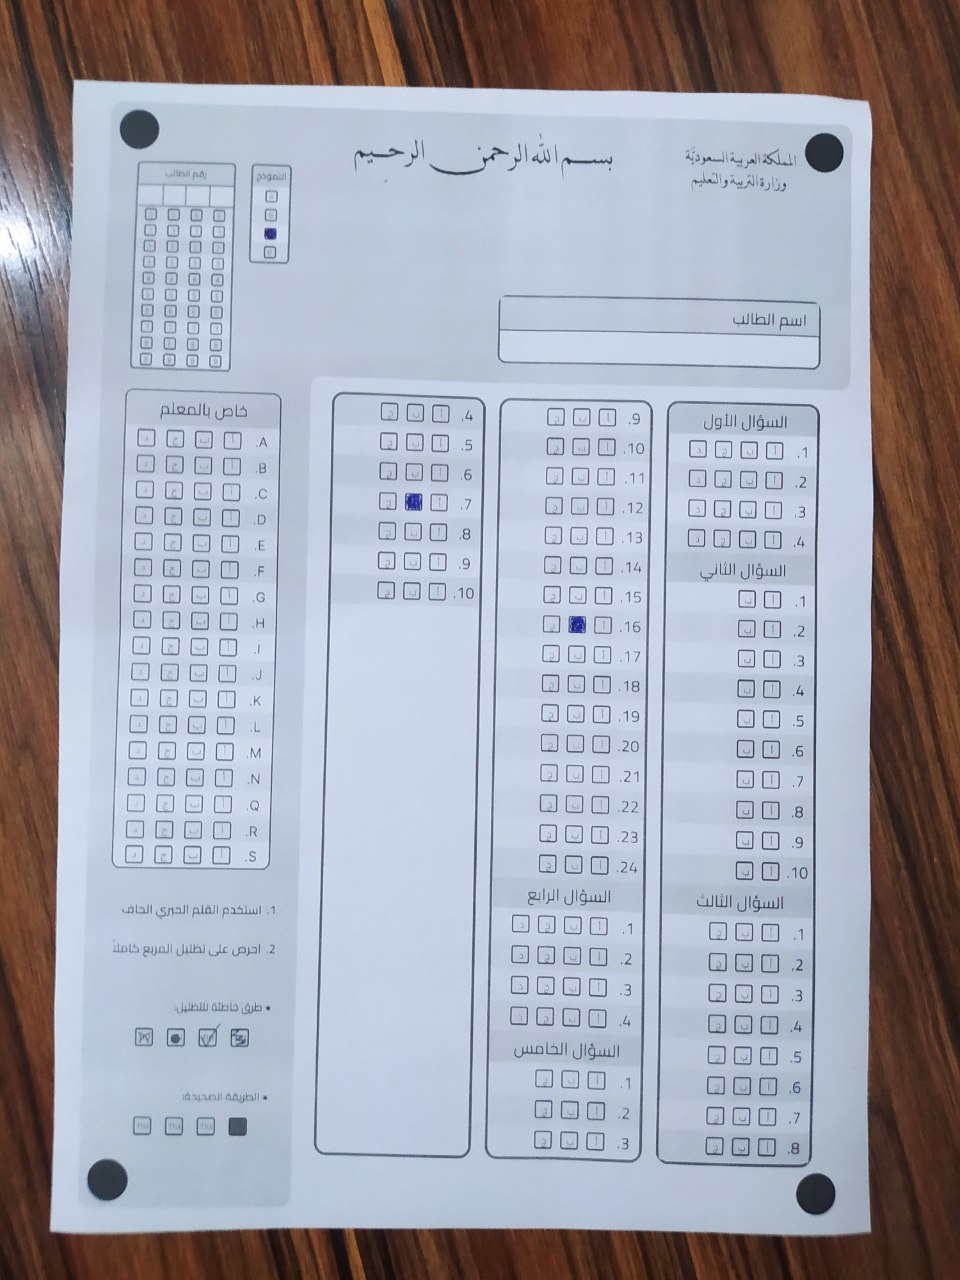 المملكة العربية السعودية
وزارة التربية والتعليم
بسم الله الرحمن الرحيم
النموذج
رقم الطالب
اسم الطالب
السؤال الأول
1. أ ب ج د
2. أ ب ج د
3. أ ب ج د
4. أ ب ج د
السؤال الثاني
1. أ ب
2. أ ب
3. أ ب
4. أ ب
5. أ ب
6. أ ب
7. أ ب
8. أ ب
9. أ ب
10. أ ب
السؤال الثالث
1. أ ب ج
2. أ ب ج
3. أ ب ج
4. أ ب ج
5. أ ب ج
6. أ ب ج
7. أ ب ج
8. أ ب ج
9. أ ب ج
10. أ ب ج
11. أ ب ج
12. أ ب ج
13. أ ب ج
14. أ ب ج
15. أ ب ج
16. أ ج
17. أ ب ج
18. أ ب ج
19. أ ب ج
20. أ ب ج
21. أ ب ج
22. أ ب ج
23. أ ب ج
24. أ ب ج
السؤال الرابع
1. أ ب ج د
2. أ ب ج د
3. أ ب ج د
4. أ ب ج د
السؤال الخامس
1. أ ب ج
2. أ ب ج
3. أ ب ج
4. أ ب ج
5. أ ب ج
6. أ ب ج
7. أ ج
8. أ ب ج
9. أ ب ج
10. أ ب ج
خاص بالمعلم
A. أ ب ج د
B. أ ب ج د
C. أ ب ج د
D. أ ب ج د
E. أ ب ج د
F. أ ب ج د
G. أ ب ج د
H. أ ب ج د
I. أ ب ج د
J. أ ب ج د
K. أ ب ج د
L. أ ب ج د
M. أ ب ج د
N. أ ب ج د
Q. أ ب ج د
R. أ ب ج د
S. أ ب ج د
1. استخدم القلم الحبري الجاف
2. احرص على تظليل المربع كاملاً
• طرق خاطئة للتظليل:
• الطريقة الصحيحة: